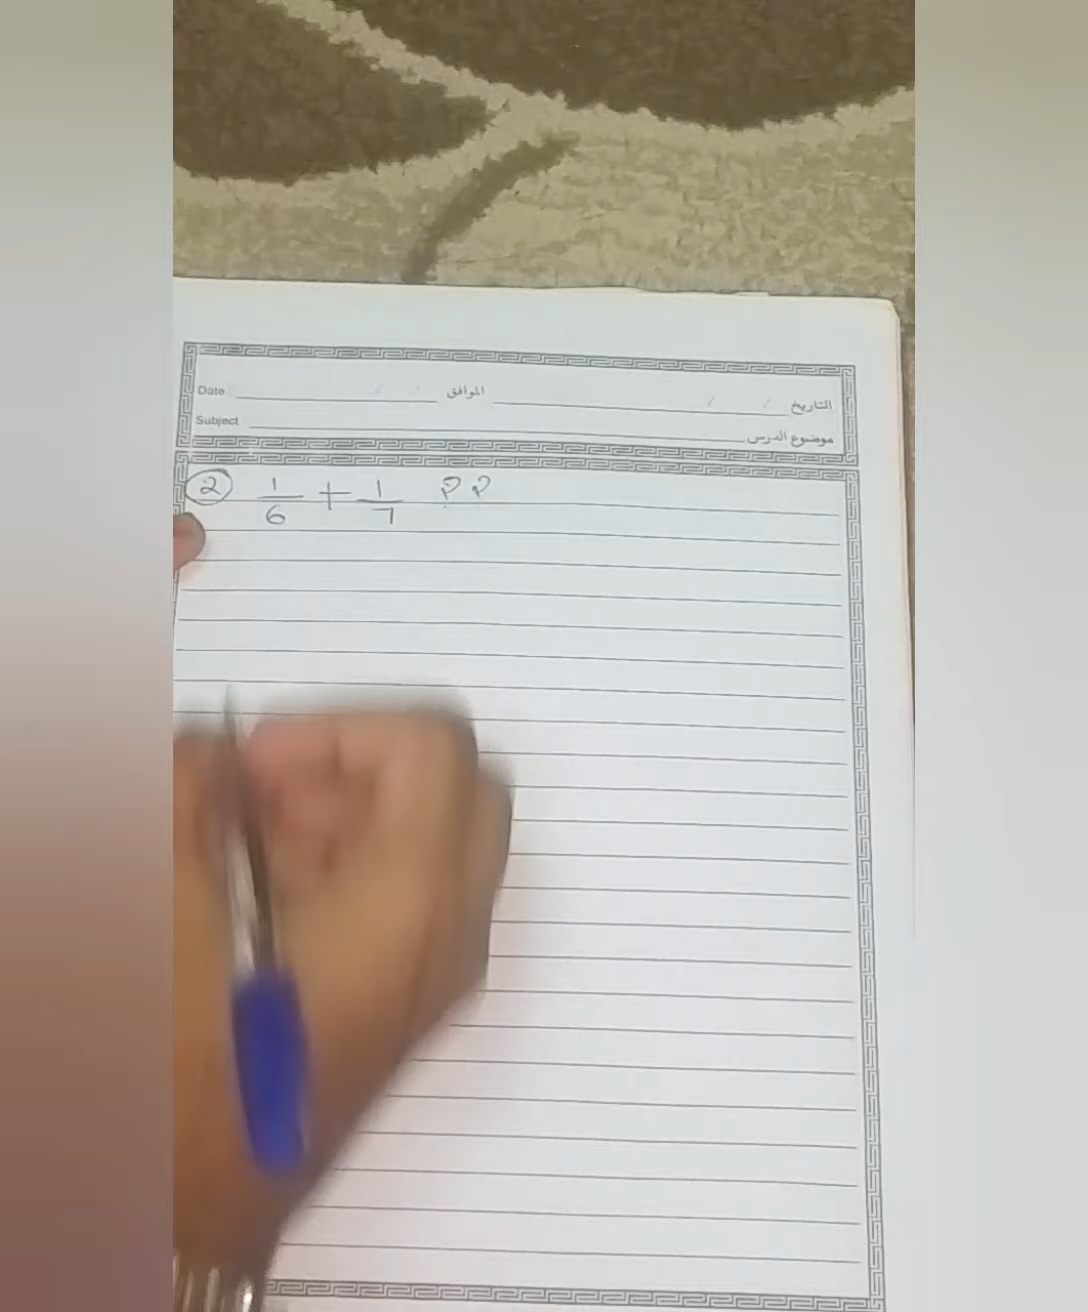 Date / / الموافق / / التاريخ
Subject موضوع الدرس
2 1/6 + 1/7 ??